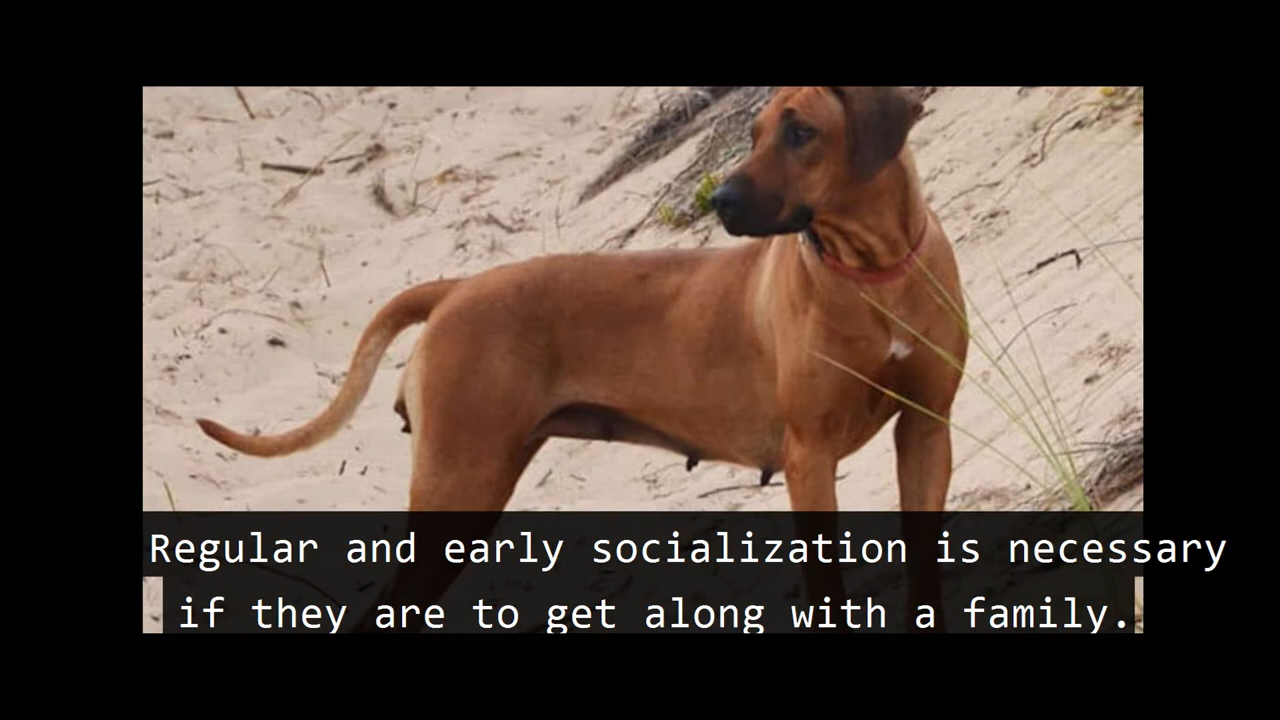 Regular and early socialization is necessary
if they are to get along with a family.